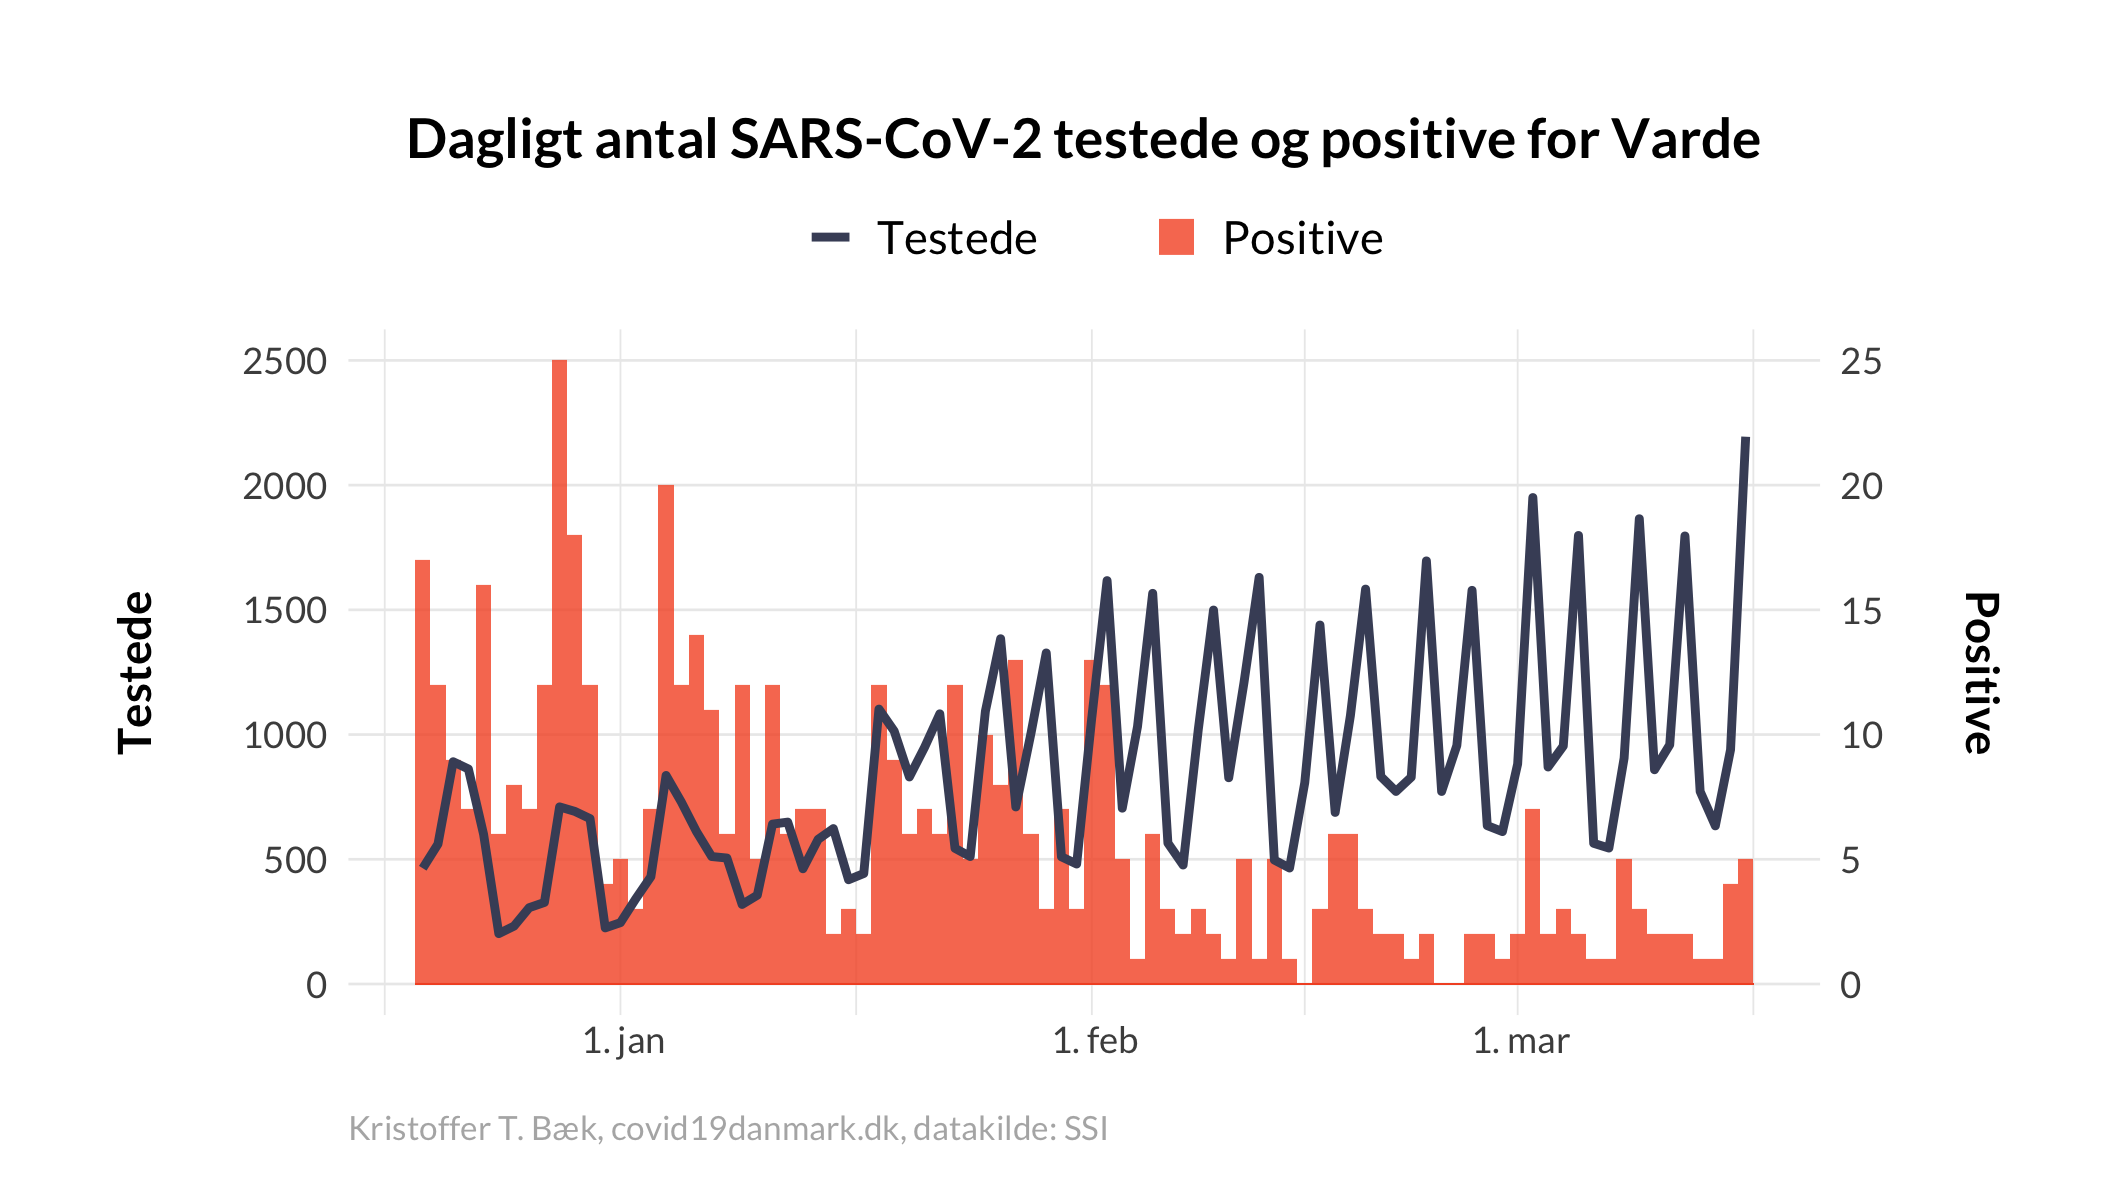 Dagligt antal SARS-CoV-2 testede og positive for Varde
Testede
Positive
2500
2000
1500
1000
500
0
Testede
25
20
15
10
5
0
Positive
1. jan
1. feb
1. mar
Kristoffer T. Bæk, covid19danmark.dk, datakilde: SSI